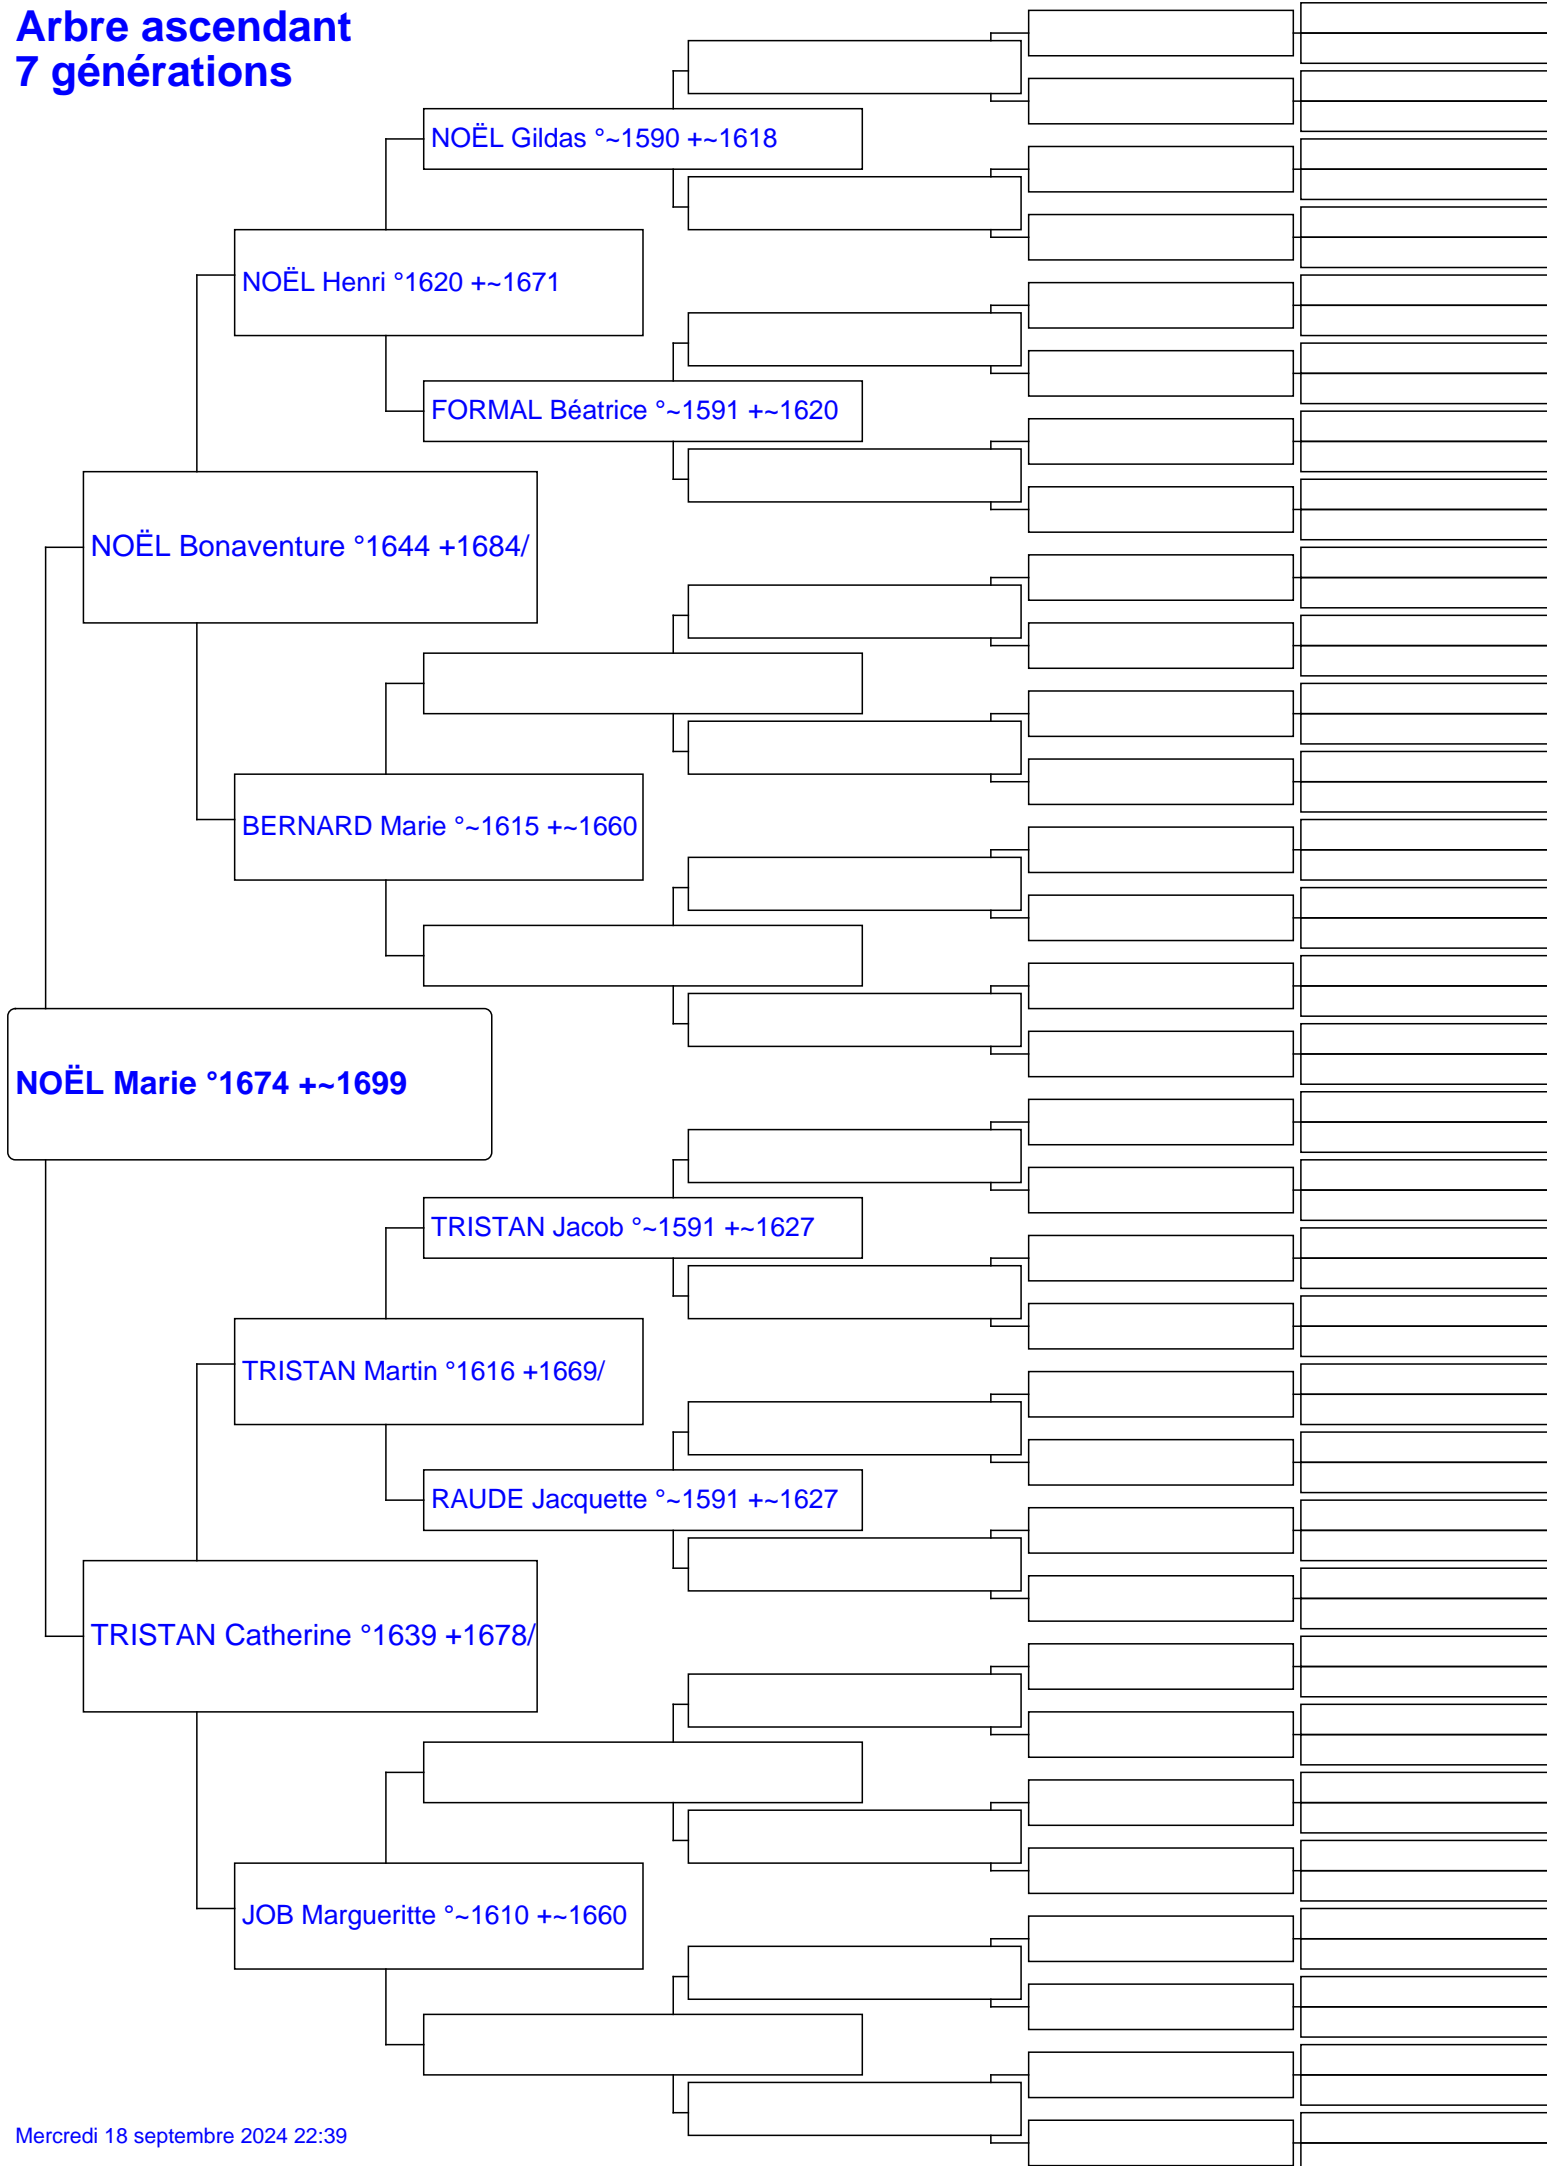 Arbre ascendant
7 générations
NOËL Gildas °~1590 +~1618
NOËL Henri °1620 +~1671
FORMAL Béatrice °~1591 +~1620
NOËL Bonaventure °1644 +1684/
BERNARD Marie °~1615 +~1660
NOËL Marie °1674 +~1699
TRISTAN Jacob °~1591 +~1627
TRISTAN Martin °1616 +1669/
RAUDE Jacquette °~1591 +~1627
TRISTAN Catherine °1639 +1678/
JOB Margueritte °~1610 +~1660
Mercredi 18 septembre 2024 22:39